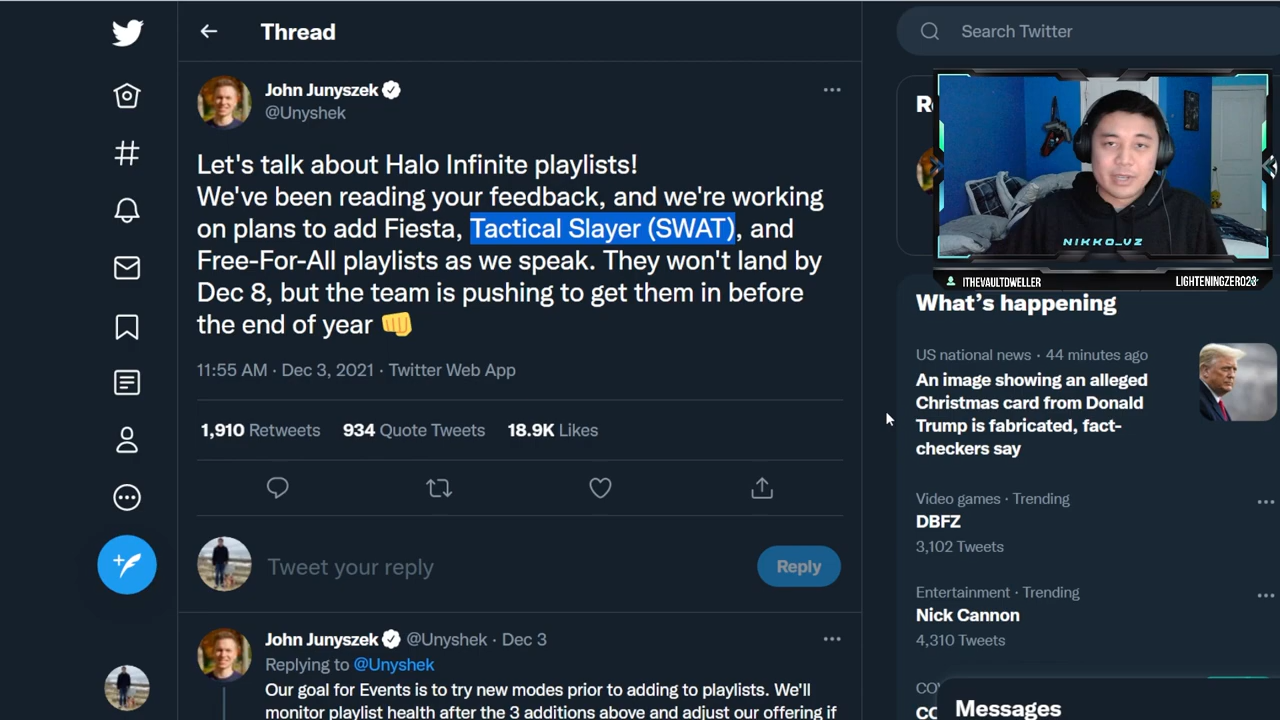 Thread
Search Twitter
John Junyszek
@Unyshek
Let's talk about Halo Infinite playlists!
We've been reading your feedback, and we're working
on plans to add Fiesta, Tactical Slayer (SWAT), and
Free-For-All playlists as we speak. They won't land by
Dec 8, but the team is pushing to get them in before
the end of year 👊
11:55 AM · Dec 3, 2021 · Twitter Web App
1,910 Retweets 934 Quote Tweets 18.9K Likes
Tweet your reply
Reply
John Junyszek @Unyshek · Dec 3
Replying to @Unyshek
Our goal for Events is to try new modes prior to adding to playlists. We'll
monitor playlist health after the 3 additions above and adjust our offering if
NIKKO_VZ
ITHEVAULTDWELLER
LIGHTENINGZERO23
What's happening
US national news · 44 minutes ago
An image showing an alleged
Christmas card from Donald
Trump is fabricated, fact-
checkers say
Video games · Trending
DBFZ
3,102 Tweets
Entertainment · Trending
Nick Cannon
4,310 Tweets
Messages